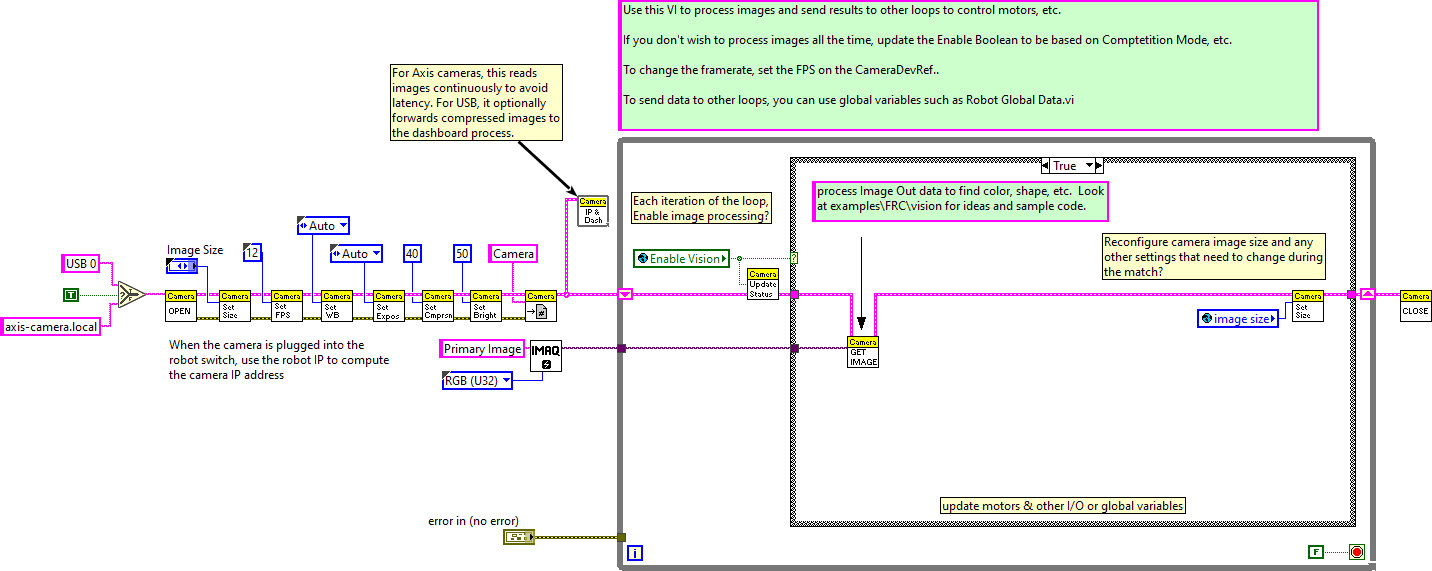 Use this VI to process images and send results to other loops to control motors, etc.
If you don't wish to process images all the time, update the Enable Boolean to be based on Comptetition Mode, etc.
To change the framerate, set the FPS on the CameraDevRef..
To send data to other loops, you can use global variables such as Robot Global Data.vi
For Axis cameras, this reads
images continuously to avoid
latency. For USB, it optionally
forwards compressed images to
the dashboard process.
True
process Image Out data to find color, shape, etc.  Look
at examples\FRC\vision for ideas and sample code.
Each iteration of the loop,
Enable image processing?
Camera
IP &
Dash
Auto
Image Size
12
Auto
40
50
Camera
Reconfigure camera image size and any
other settings that need to change during
the match?
USB 0
Enable Vision
?
T
?
T
F
Camera
OPEN
Camera
Set
Size
Camera
Set
FPS
Camera
Set
WB
Camera
Set
Expos
Camera
Set
Cmprsn
Camera
Set
Bright
Camera
#
Camera
Update
Status
Camera
Set
Size
Camera
CLOSE
axis-camera.local
image size
When the camera is plugged into the
robot switch, use the robot IP to compute
the camera IP address
Primary Image
IMAQ
Camera
GET
IMAGE
RGB (U32)
update motors & other I/O or global variables
error in (no error)
i
F